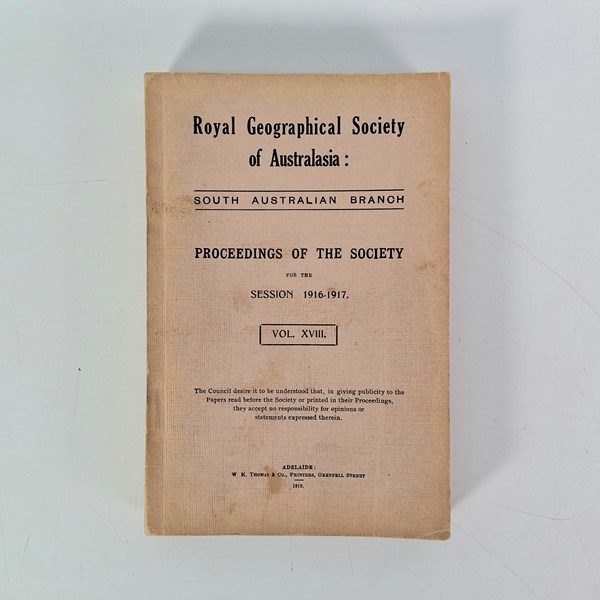 Royal Geographical Society
of Australasia :
SOUTH AUSTRALIAN BRANCH
PROCEEDINGS OF THE SOCIETY
FOR THE
SESSION 1916-1917.
VOL. XVIII.
The Council desire it to be understood that, in giving publicity to the
Papers read before the Society or printed in their Proceedings,
they accept no responsibility for opinions or
statements expressed therein.
ADELAIDE:
W. K. THOMAS & CO., PRINTERS, GRENFELL STREET
1918.